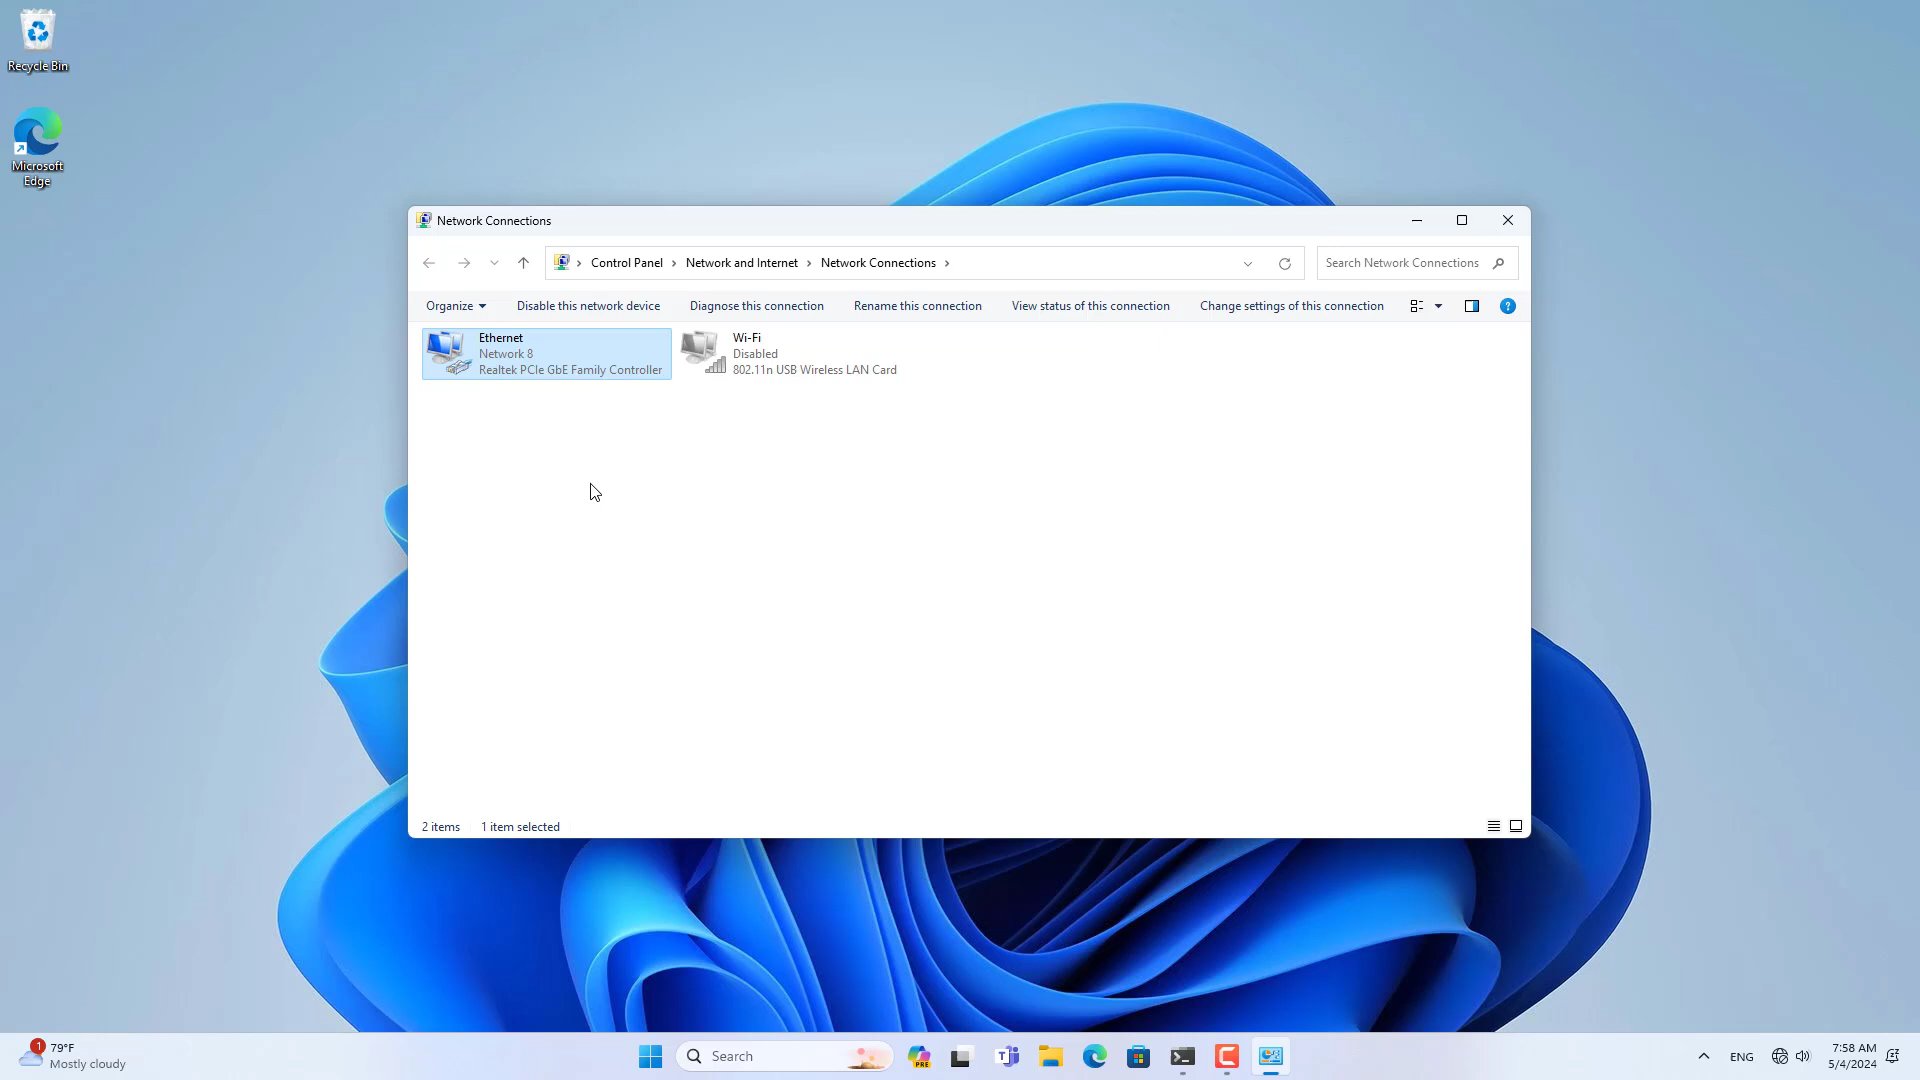 Recycle Bin
Microsoft
Edge
Network Connections
Control Panel
Network and Internet
Network Connections
Search Network Connections
Organize
Disable this network device
Diagnose this connection
Rename this connection
View status of this connection
Change settings of this connection
?
Ethernet
Network 8
Realtek PCIe GbE Family Controller
Wi-Fi
Disabled
802.11n USB Wireless LAN Card
2 items
1 item selected
1
79°F
Mostly cloudy
Search
PRE
ENG
7:58 AM
5/4/2024